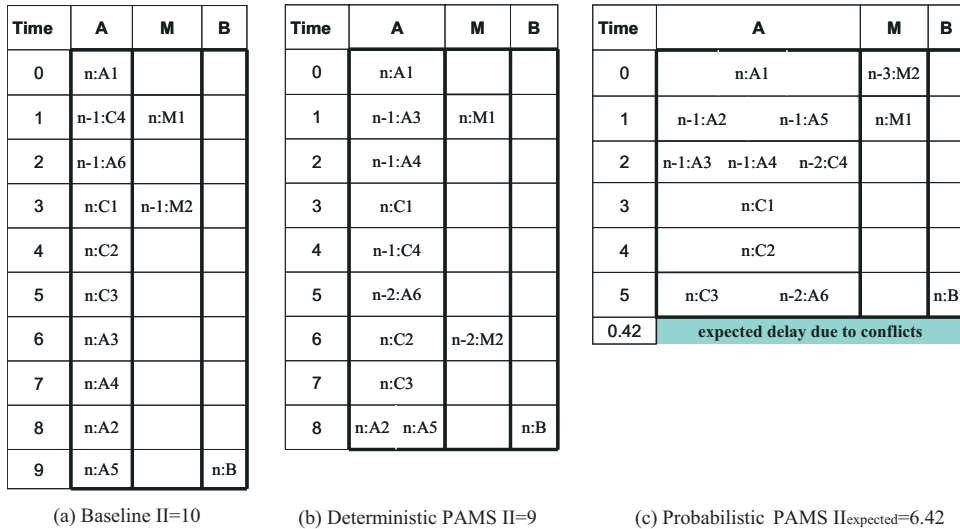 Time A M B
0 n:A1
1 n-1:C4 n:M1
2 n-1:A6
3 n:C1 n-1:M2
4 n:C2
5 n:C3
6 n:A3
7 n:A4
8 n:A2
9 n:A5 n:B
(a) Baseline II=10
Time A M B
0 n:A1
1 n-1:A3 n:M1
2 n-1:A4
3 n:C1
4 n-1:C4
5 n-2:A6
6 n:C2 n-2:M2
7 n:C3
8 n:A2 n:A5 n:B
(b) Deterministic PAMS II=9
Time A M B
0 n:A1 n-3:M2
1 n-1:A2 n-1:A5 n:M1
2 n-1:A3 n-1:A4 n-2:C4
3 n:C1
4 n:C2
5 n:C3 n-2:A6 n:B
0.42 expected delay due to conflicts
(c) Probabilistic PAMS IIexpected=6.42